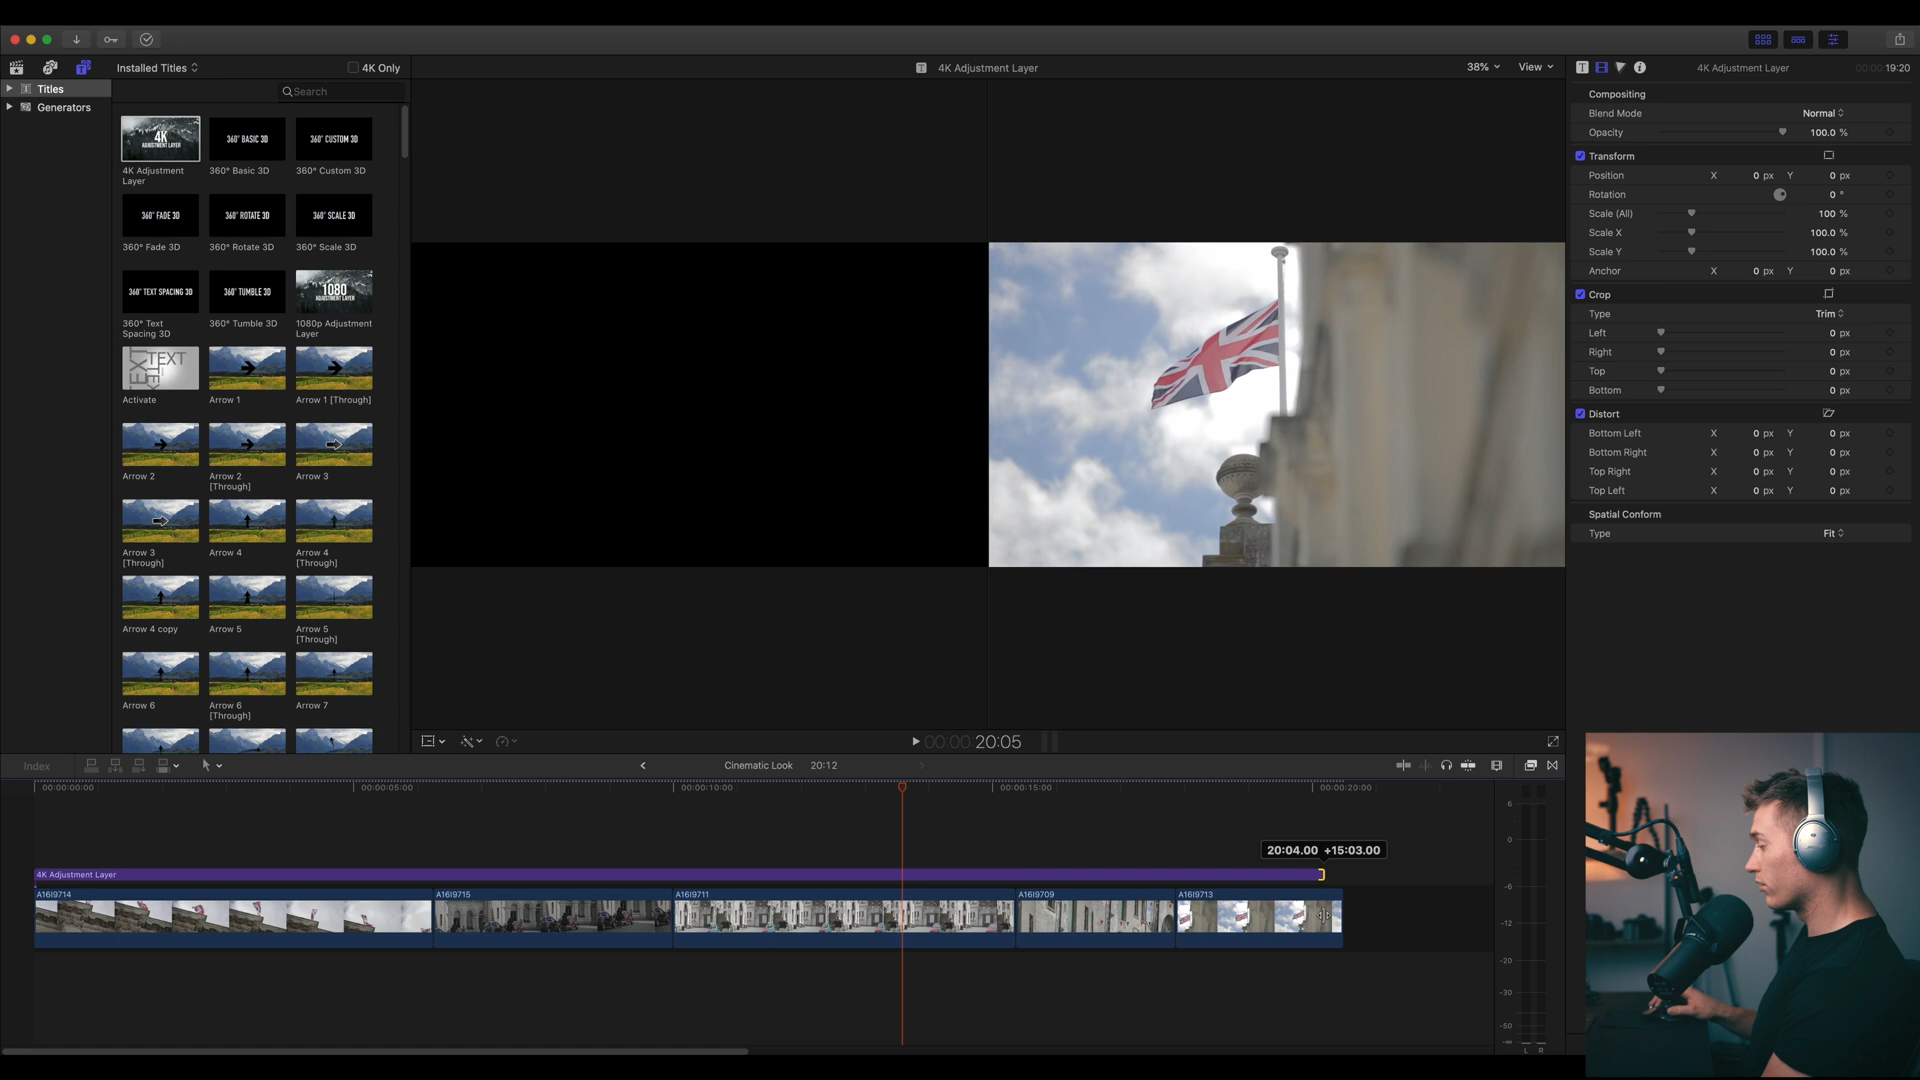 Installed Titles
4K Only
4K Adjustment Layer
38%
View
4K Adjustment Layer
00:00:19:20
Titles
Generators
Search
4K
ADJUSTMENT LAYER
360° BASIC 3D
360° CUSTOM 3D
4K Adjustment
Layer
360° Basic 3D
360° Custom 3D
360° FADE 3D
360° ROTATE 3D
360° SCALE 3D
360° Fade 3D
360° Rotate 3D
360° Scale 3D
360° TEXT SPACING 3D
360° TUMBLE 3D
1080
ADJUSTMENT LAYER
360° Text
Spacing 3D
360° Tumble 3D
1080p Adjustment
Layer
TEXT
TEXT
Activate
Arrow 1
Arrow 1 [Through]
Arrow 2
Arrow 2
[Through]
Arrow 3
Arrow 3
[Through]
Arrow 4
Arrow 4
[Through]
Arrow 4 copy
Arrow 5
Arrow 5
[Through]
Arrow 6
Arrow 6
[Through]
Arrow 7
Compositing
Blend Mode Normal
Opacity 100.0 %
Transform
Position X 0 px Y 0 px
Rotation 0 °
Scale (All) 100 %
Scale X 100.0 %
Scale Y 100.0 %
Anchor X 0 px Y 0 px
Crop
Type Trim
Left 0 px
Right 0 px
Top 0 px
Bottom 0 px
Distort
Bottom Left X 0 px Y 0 px
Bottom Right X 0 px Y 0 px
Top Right X 0 px Y 0 px
Top Left X 0 px Y 0 px
Spatial Conform
Type Fit
00:00 20:05
Index
Cinematic Look 20:12
00:00:00:00
00:00:05:00
00:00:10:00
00:00:15:00
00:00:20:00
20:04.00 +15:03.00
4K Adjustment Layer
A16I9714
A16I9715
A16I9711
A16I9709
A16I9713
6
0
-6
-12
-20
-30
-50
-∞
L R